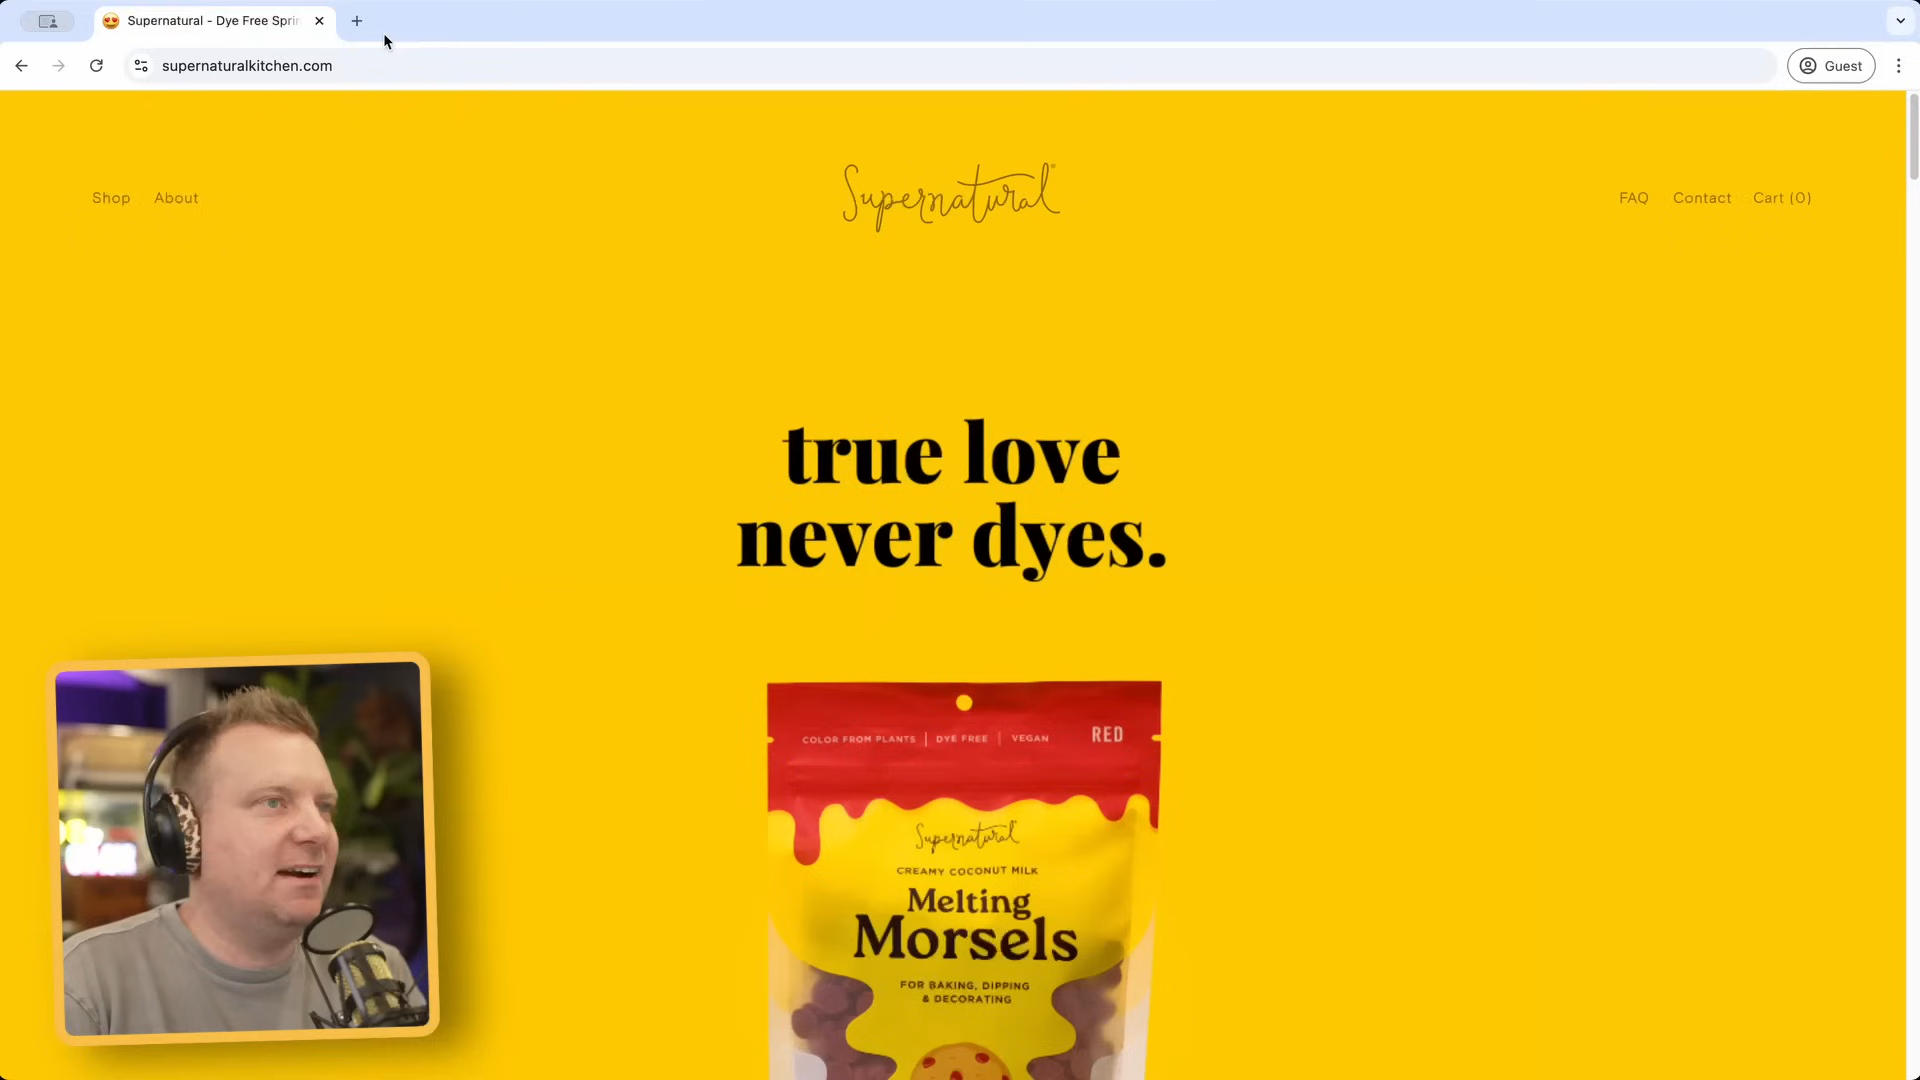 Supernatural - Dye Free Sprin
supernaturalkitchen.com
Guest
Shop
About
Supernatural
FAQ
Contact
Cart (0)
true love
never dyes.
COLOR FROM PLANTS | DYE FREE | VEGAN
RED
Supernatural
CREAMY COCONUT MILK
Melting
Morsels
FOR BAKING, DIPPING
& DECORATING